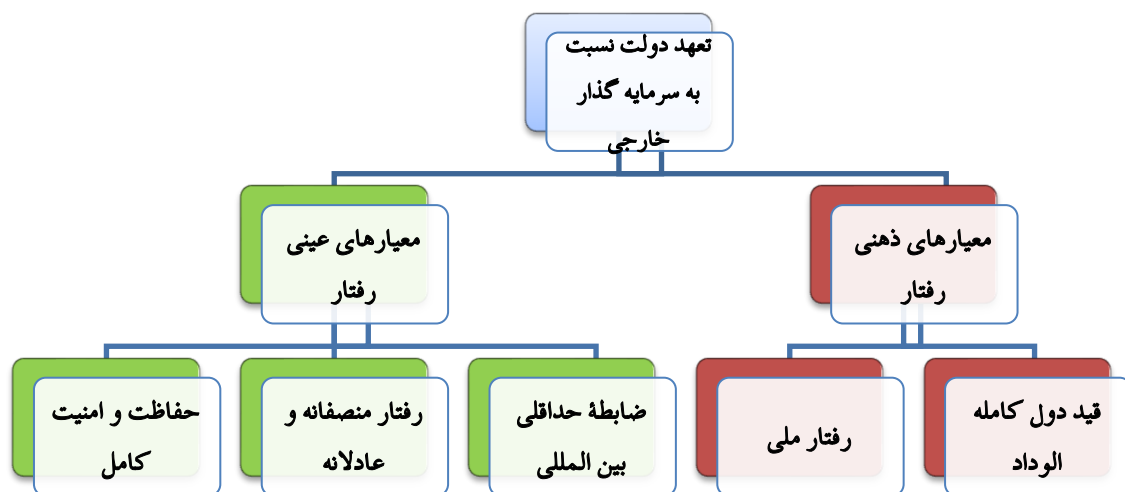 تعهد دولت نسبت
به سرمایه گذار
خارجی
معیارهای ذهنی
رفتار
معیارهای عینی
رفتار
قید دول کامله
الوداد
رفتار ملی
ضابطۀ حداقلی
بین المللی
رفتار منصفانه و
عادلانه
حفاظت و امنیت
کامل